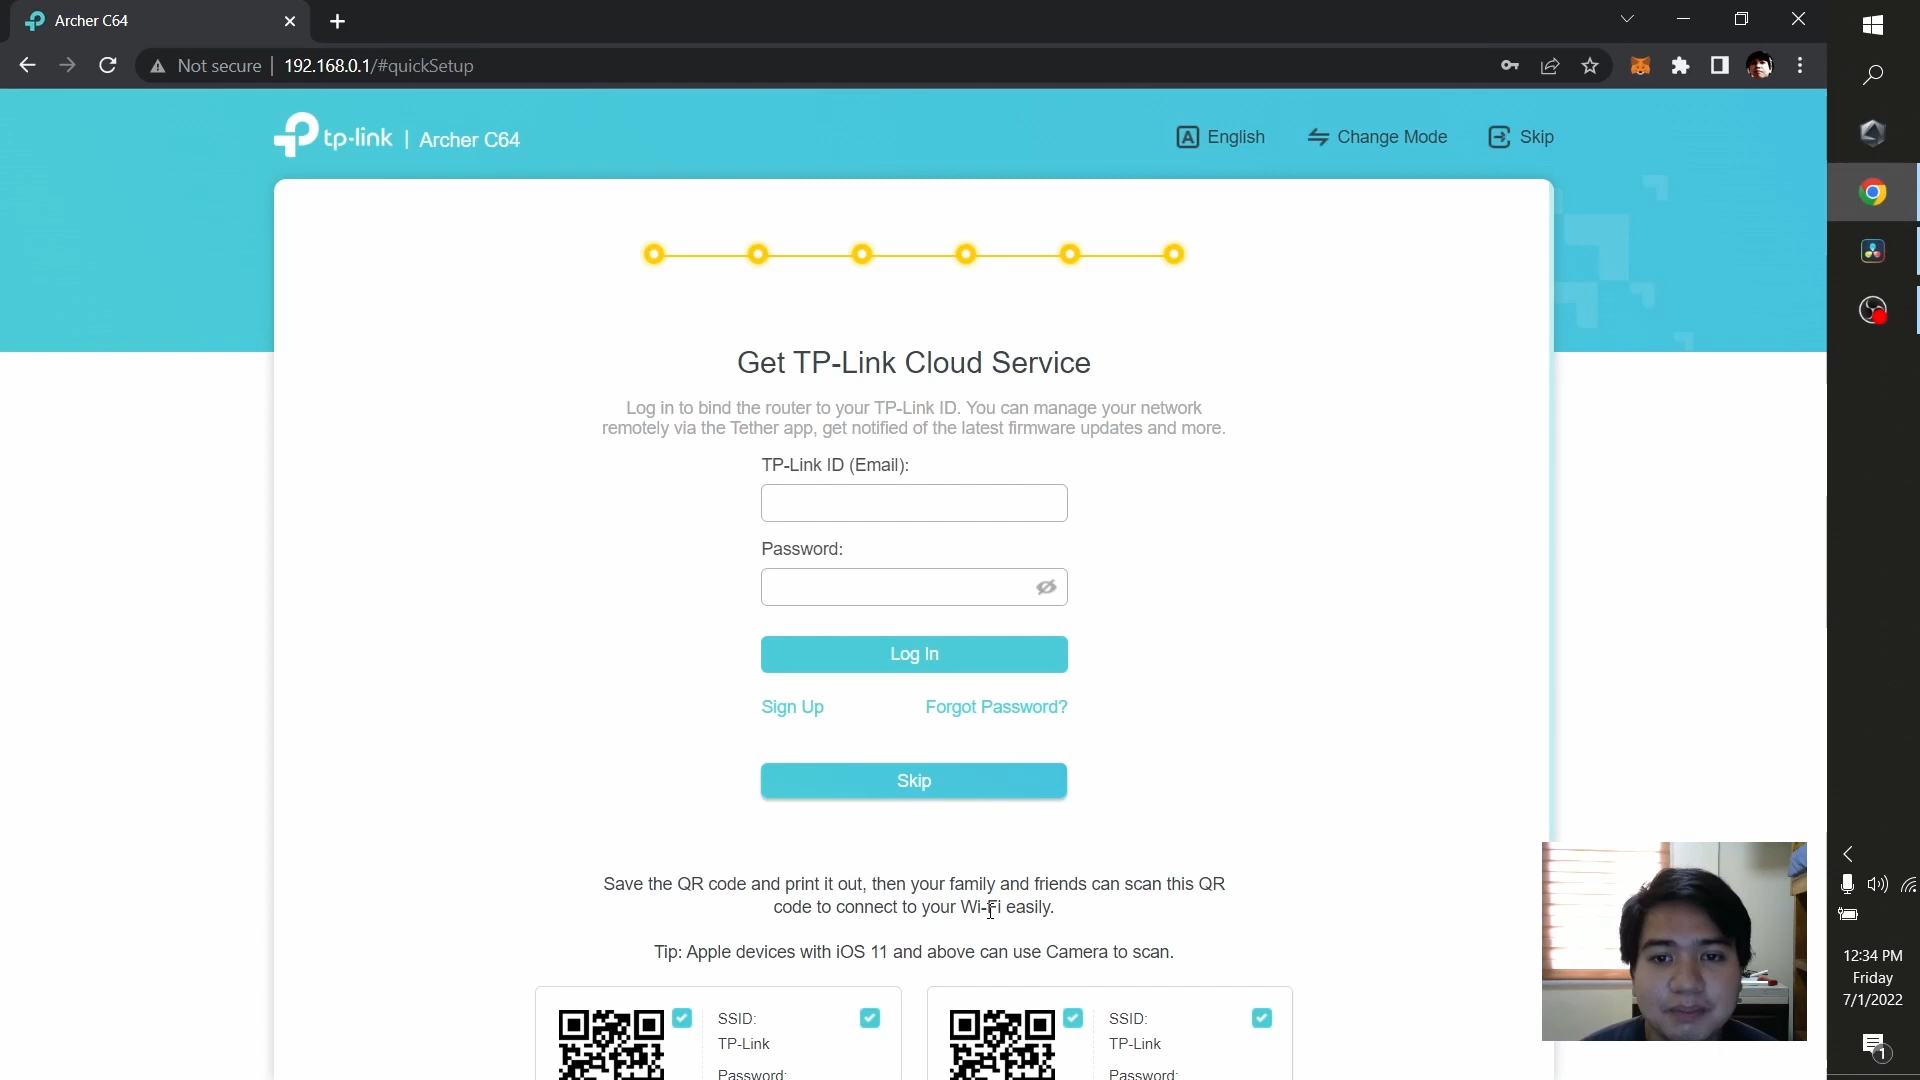 Archer C64
Not secure
192.168.0.1/#quickSetup
tp-link | Archer C64
English
Change Mode
Skip
Get TP-Link Cloud Service
Log in to bind the router to your TP-Link ID. You can manage your network
remotely via the Tether app, get notified of the latest firmware updates and more.
TP-Link ID (Email):
Password:
Log In
Sign Up
Forgot Password?
Skip
Save the QR code and print it out, then your family and friends can scan this QR
code to connect to your Wi-Fi easily.
Tip: Apple devices with iOS 11 and above can use Camera to scan.
SSID:
TP-Link
Password:
SSID:
TP-Link
Password:
12:34 PM
Friday
7/1/2022
1